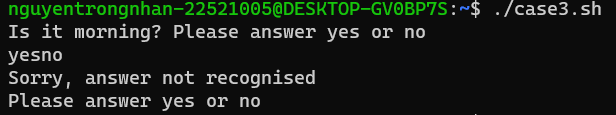 nguyentrongnhan-22521005@DESKTOP-GV0BP7S:~$ ./case3.sh
Is it morning? Please answer yes or no
yesno
Sorry, answer not recognised
Please answer yes or no